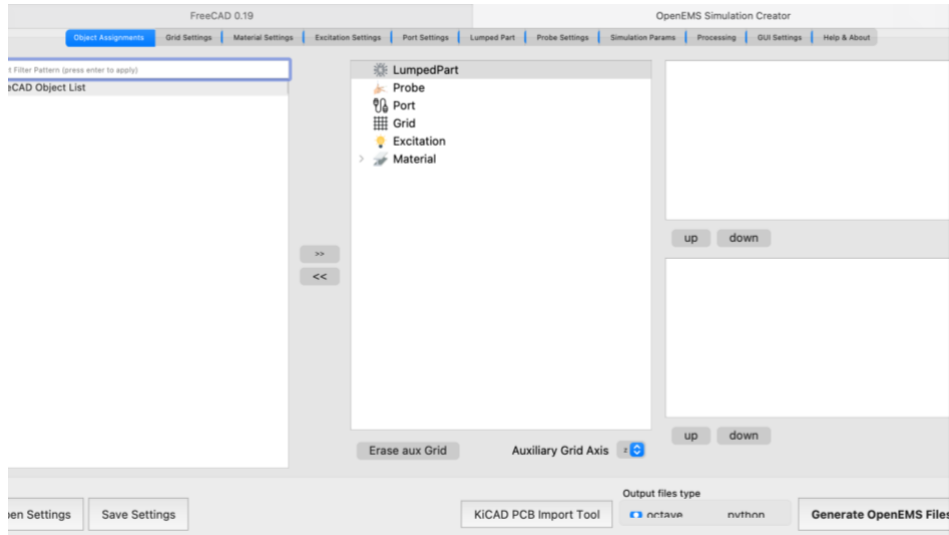 FreeCAD 0.19
OpenEMS Simulation Creator
Object Assignments Grid Settings Material Settings Excitation Settings Port Settings Lumped Part Probe Settings Simulation Params Processing GUI Settings Help & About
t Filter Pattern (press enter to apply)
eCAD Object List
LumpedPart
Probe
Port
Grid
Excitation
Material
up down
>>
<<
up down
Erase aux Grid
Auxiliary Grid Axis z
Output files type
en Settings
Save Settings
KiCAD PCB Import Tool
octave python
Generate OpenEMS Files